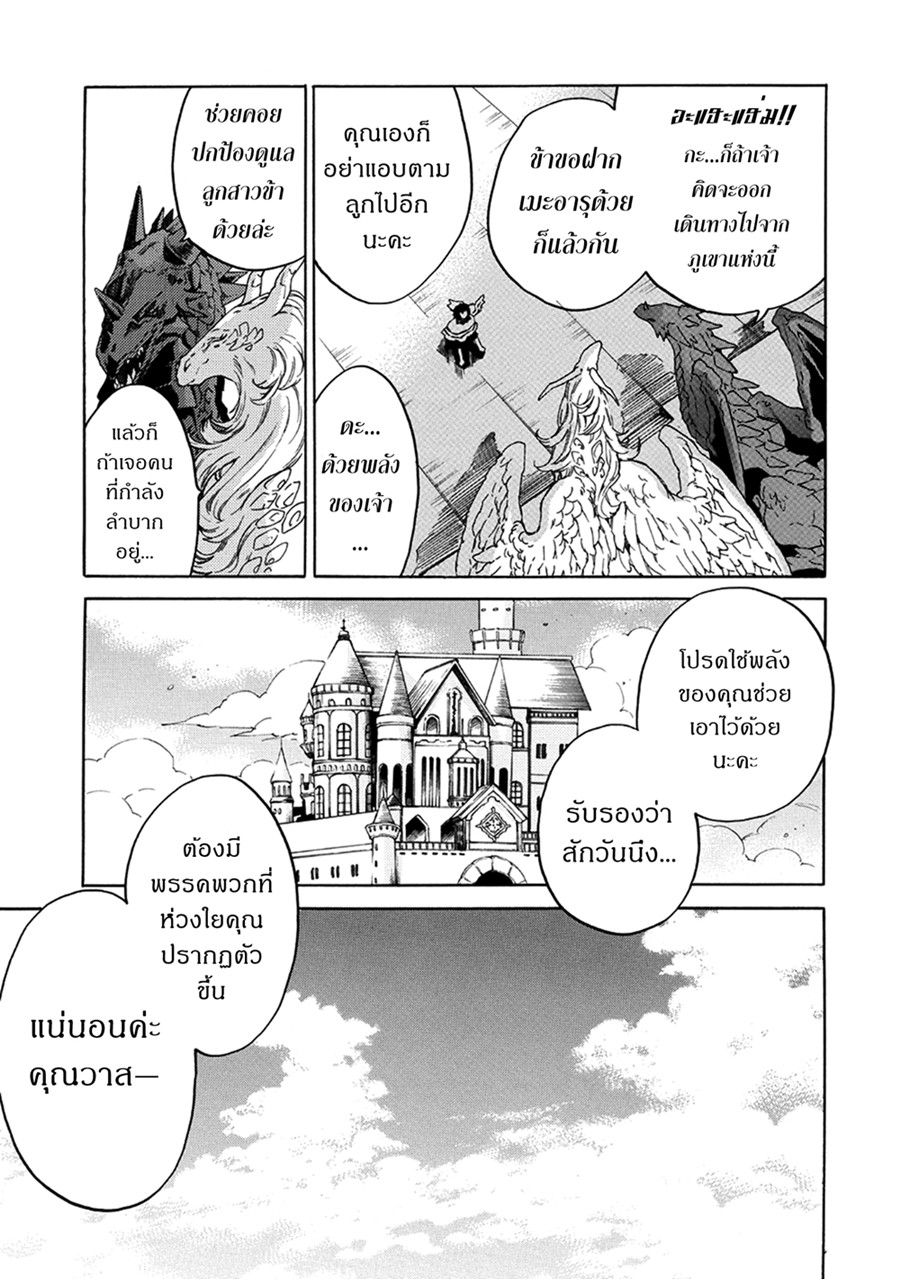 อะแฮะแฮ่ม!!
กะ...ก็ถ้าเจ้า
คิดจะออก
เดินทางไปจาก
ภูเขาแห่งนี้
ข้าขอฝาก
เมะอารุด้วย
ก็แล้วกัน
คุณเองก็
อย่าแอบตาม
ลูกไปอีก
นะคะ
ดะ...
ด้วยพลัง
ของเจ้า
...
ช่วยคอย
ปกป้องดูแล
ลูกสาวข้า
ด้วยล่ะ
แล้วก็
ถ้าเจอคน
ที่กำลัง
ลำบาก
อยู่...
โปรดใช้พลัง
ของคุณช่วย
เอาไว้ด้วย
นะคะ
รับรองว่า
สักวันนึง...
ต้องมี
พรรคพวกที่
ห่วงใยคุณ
ปรากฏตัว
ขึ้น
แน่นอนค่ะ
คุณวาส—